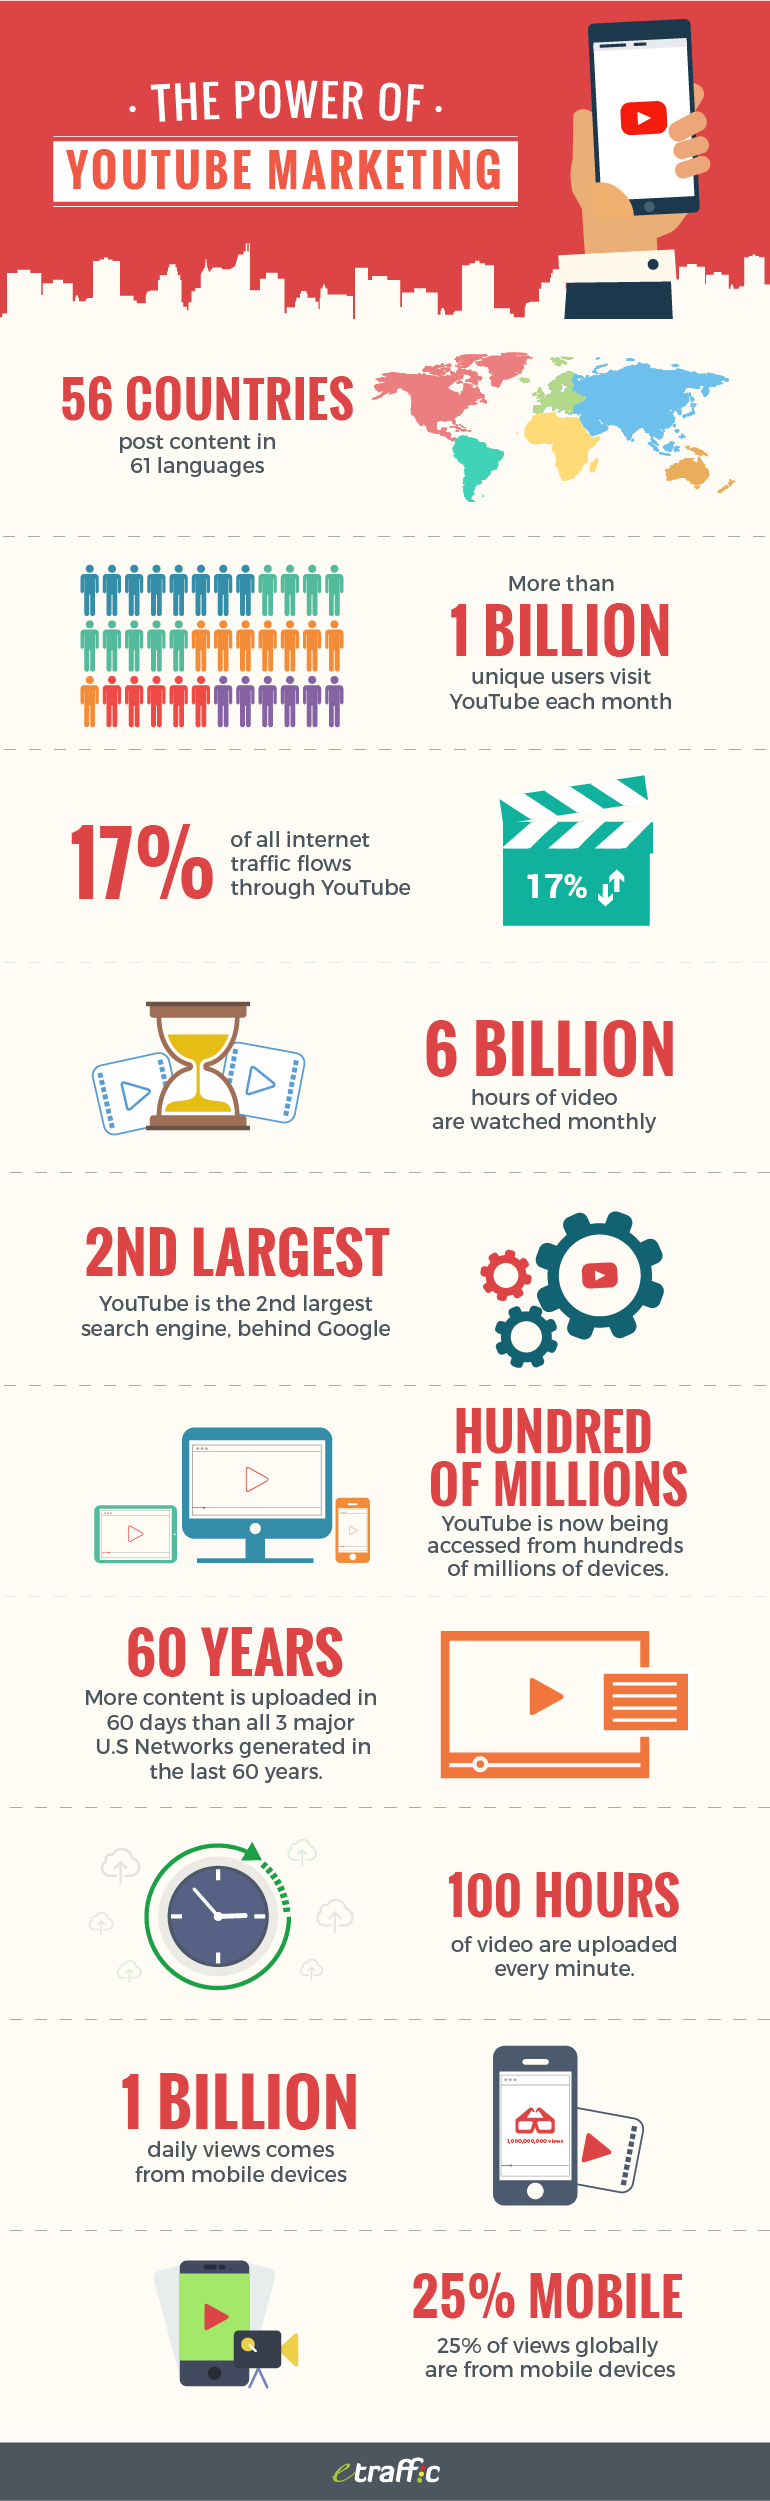 · THE POWER OF ·
YOUTUBE MARKETING
56 COUNTRIES
post content in
61 languages
More than
1 BILLION
unique users visit
YouTube each month
17%
of all internet
traffic flows
through YouTube
17%
6 BILLION
hours of video
are watched monthly
2ND LARGEST
YouTube is the 2nd largest
search engine, behind Google
HUNDRED
OF MILLIONS
YouTube is now being
accessed from hundreds
of millions of devices.
60 YEARS
More content is uploaded in
60 days than all 3 major
U.S Networks generated in
the last 60 years.
100 HOURS
of video are uploaded
every minute.
1 BILLION
daily views comes
from mobile devices
1,000,000,000 views
25% MOBILE
25% of views globally
are from mobile devices
etraffic